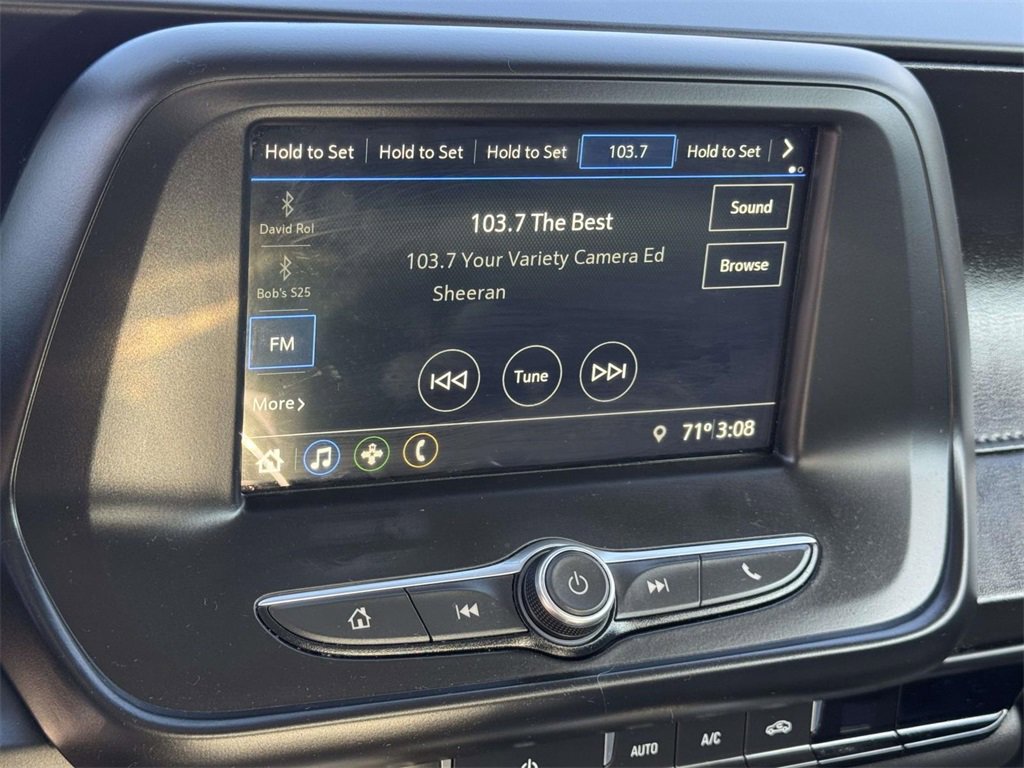 Hold to Set Hold to Set Hold to Set 103.7 Hold to Set
David Rol
Bob's S25
FM
More
103.7 The Best
103.7 Your Variety Camera Ed
Sheeran
Sound
Browse
Tune
71° 3:08
AUTO A/C